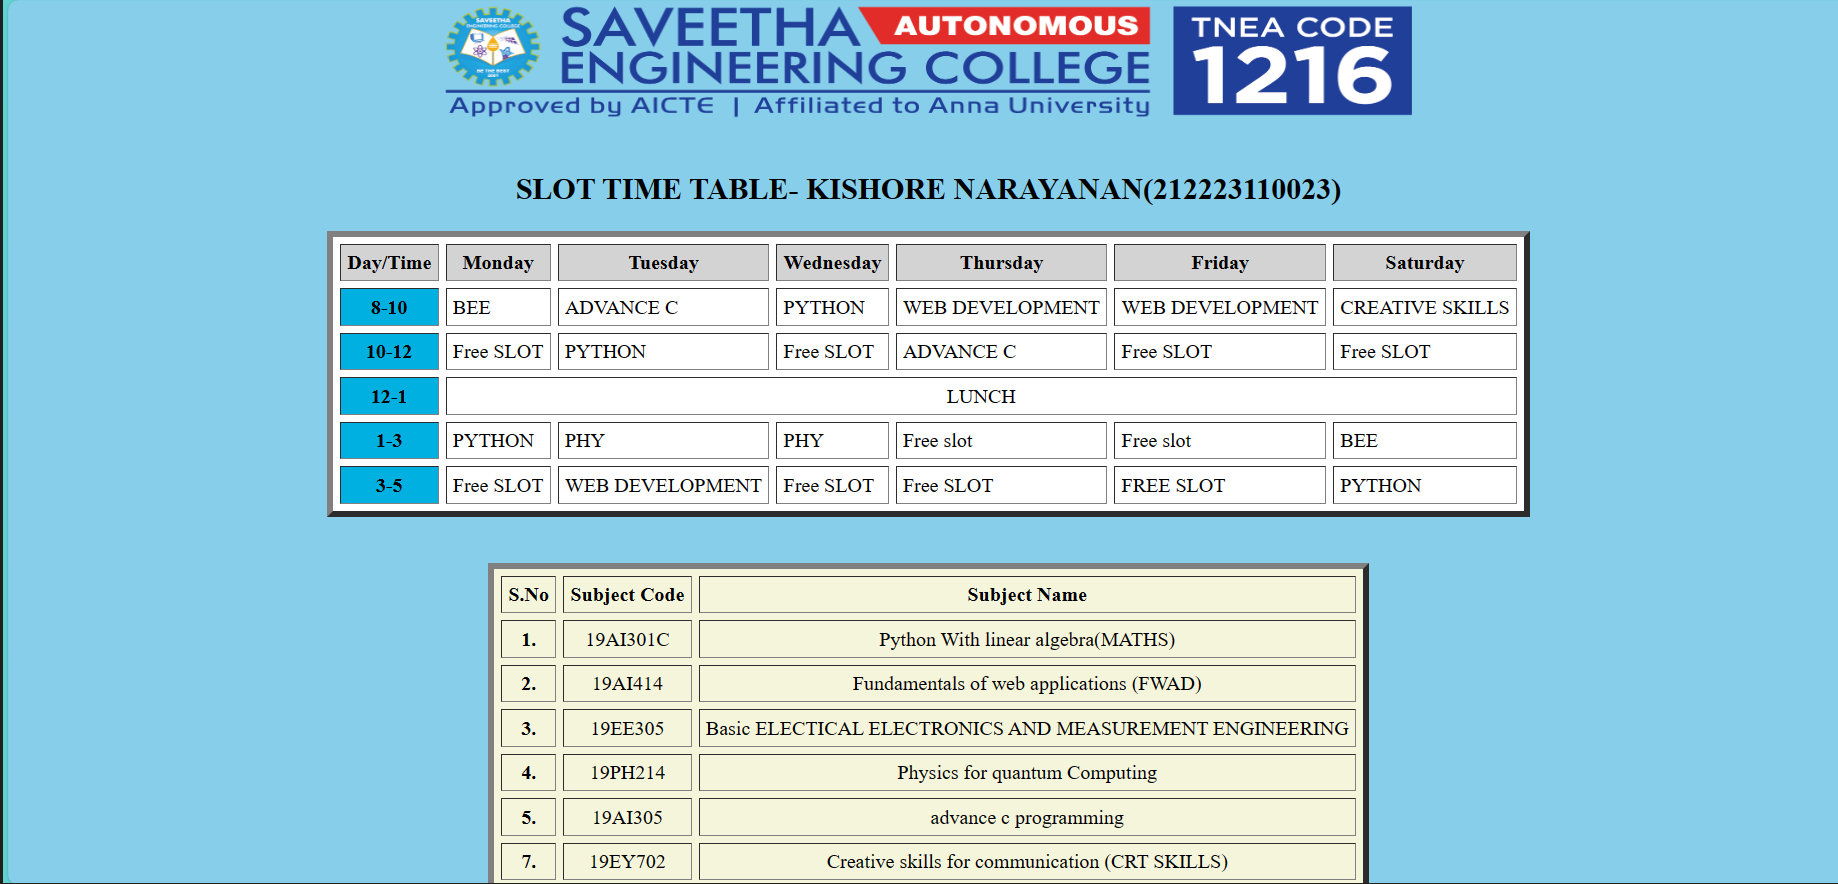 SAVEETHA AUTONOMOUS
ENGINEERING COLLEGE
Approved by AICTE | Affiliated to Anna University
TNEA CODE
1216
SAVEETHA
ENGINEERING COLLEGE
BE THE BEST
SLOT TIME TABLE- KISHORE NARAYANAN(212223110023)
Day/Time Monday Tuesday Wednesday Thursday Friday Saturday
8-10 BEE ADVANCE C PYTHON WEB DEVELOPMENT WEB DEVELOPMENT CREATIVE SKILLS
10-12 Free SLOT PYTHON Free SLOT ADVANCE C Free SLOT Free SLOT
12-1 LUNCH
1-3 PYTHON PHY PHY Free slot Free slot BEE
3-5 Free SLOT WEB DEVELOPMENT Free SLOT Free SLOT FREE SLOT PYTHON
S.No Subject Code Subject Name
1. 19AI301C Python With linear algebra(MATHS)
2. 19AI414 Fundamentals of web applications (FWAD)
3. 19EE305 Basic ELECTICAL ELECTRONICS AND MEASUREMENT ENGINEERING
4. 19PH214 Physics for quantum Computing
5. 19AI305 advance c programming
7. 19EY702 Creative skills for communication (CRT SKILLS)